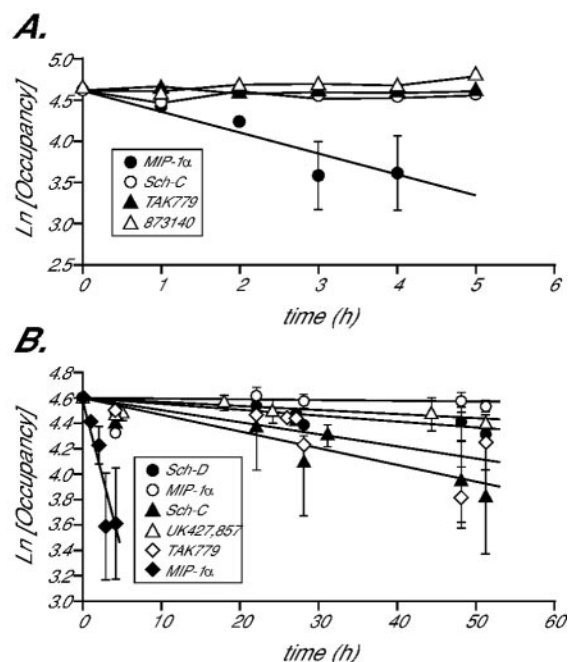 A.
Ln [Occupancy]
5.0
4.5
4.0
3.5
3.0
2.5
MIP-1α
Sch-C
TAK779
873140
0 1 2 3 4 5 6
time (h)
B.
Ln [Occupancy]
4.8
4.6
4.4
4.2
4.0
3.8
3.6
3.4
3.2
3.0
Sch-D
MIP-1α
Sch-C
UK427,857
TAK779
MIP-1α
0 10 20 30 40 50 60
time (h)